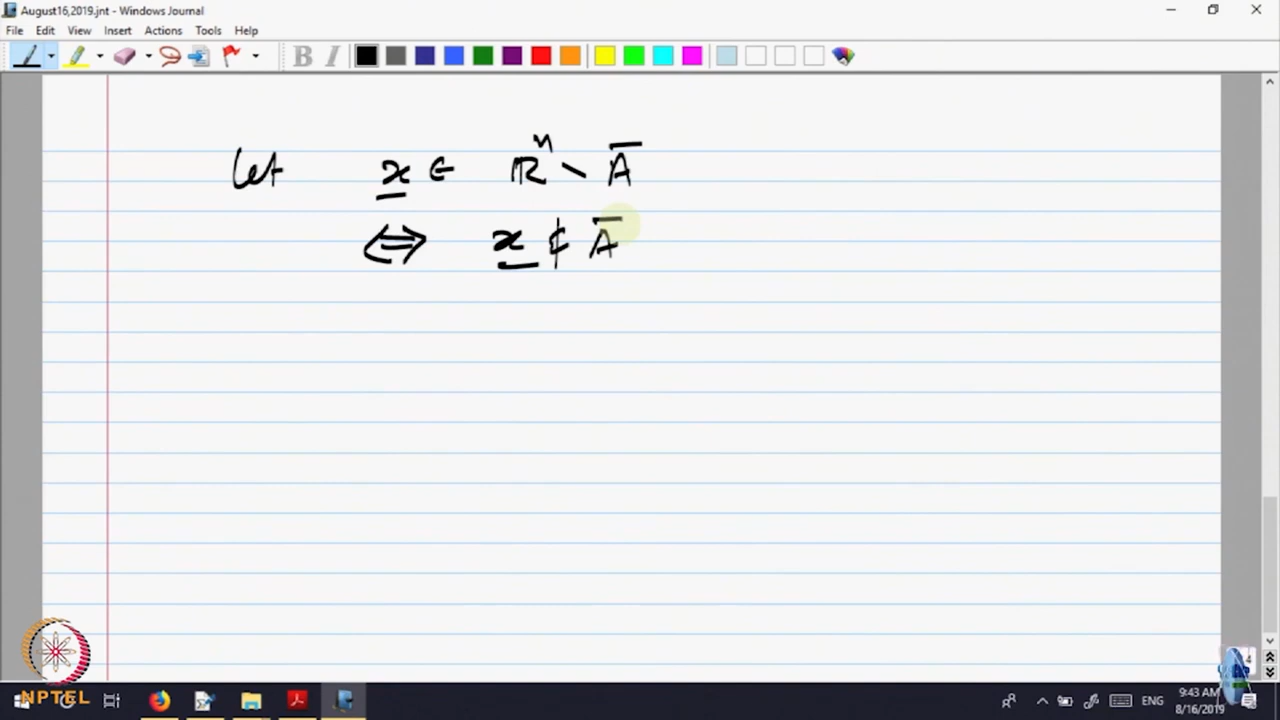 August16,2019.jnt - Windows Journal
File Edit View Insert Actions Tools Help
B I
Let x ∈ ℝⁿ \ A̅
⇔ x ∉ A̅
NPTEL
ENG
9:43 AM
8/16/2019